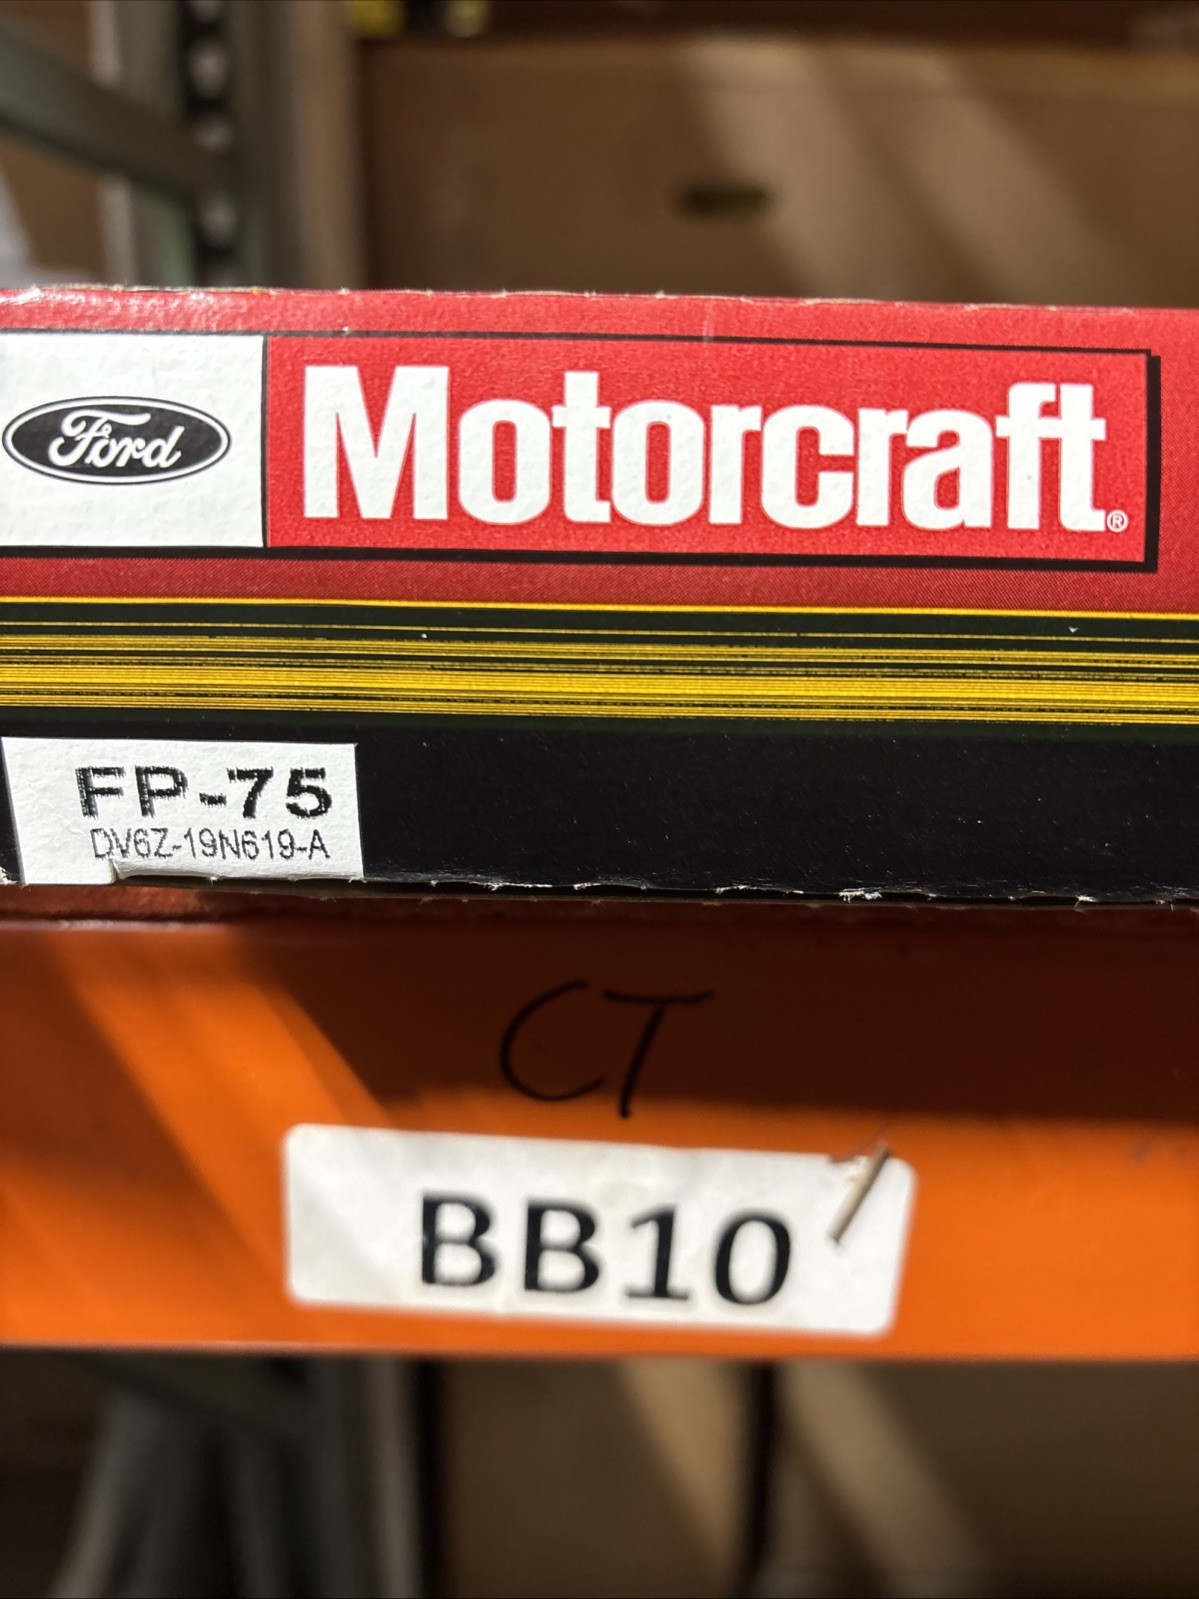 Ford Motorcraft®
FP-75
DV6Z-19N619-A
CT
BB10